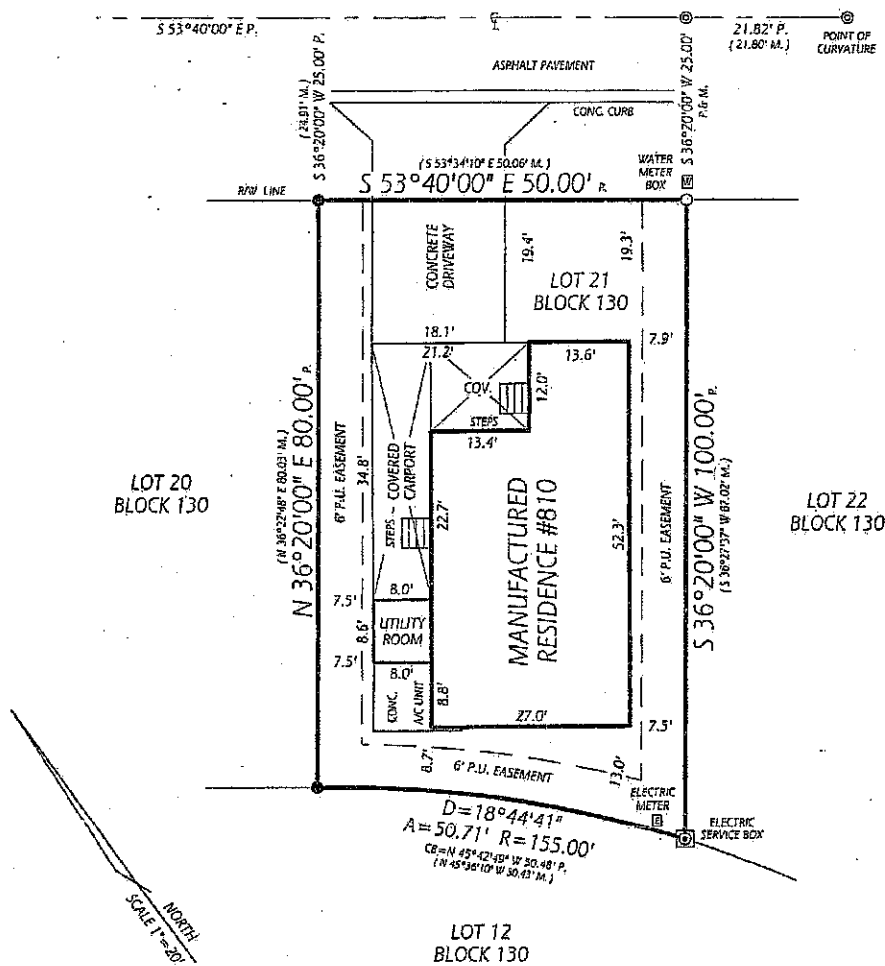 S 53°40'00" E P.
21.82' P.
(21.80' M.)
POINT OF
CURVATURE
ASPHALT PAVEMENT
CONC. CURB
S 36°20'00" W 25.00' P.
(24.91' M.)
S 36°20'00" W 25.00'
P. & M.
WATER
METER
BOX
W
(S 53°34'10" E 50.06' M.)
S 53°40'00" E 50.00' P.
R/W LINE
CONCRETE
DRIVEWAY
19.4'
19.3'
LOT 21
BLOCK 130
18.1'
21.2'
13.6'
7.9'
COV.
12.0'
STEPS
13.4'
N 36°20'00" E 80.00' P.
(N 36°22'48" E 80.03' M.)
6' P.U. EASEMENT
34.8'
COVERED
CARPORT
STEPS
22.7'
MANUFACTURED
RESIDENCE #810
52.3'
6' P.U. EASEMENT
S 36°20'00" W 100.00' P.
(S 36°27'57" W 87.02' M.)
LOT 20
BLOCK 130
LOT 22
BLOCK 130
8.0'
7.5'
8.6'
UTILITY
ROOM
7.5'
8.0'
CONC.
A/C UNIT
8.8'
27.0'
7.5'
8.7'
6' P.U. EASEMENT
13.0'
ELECTRIC
METER
E
ELECTRIC
SERVICE BOX
D=18°44'41"
A=50.71' R=155.00'
CB=N 45°42'49" W 50.48' P.
(N 45°36'10" W 50.43' M.)
NORTH
SCALE 1"=20'
LOT 12
BLOCK 130